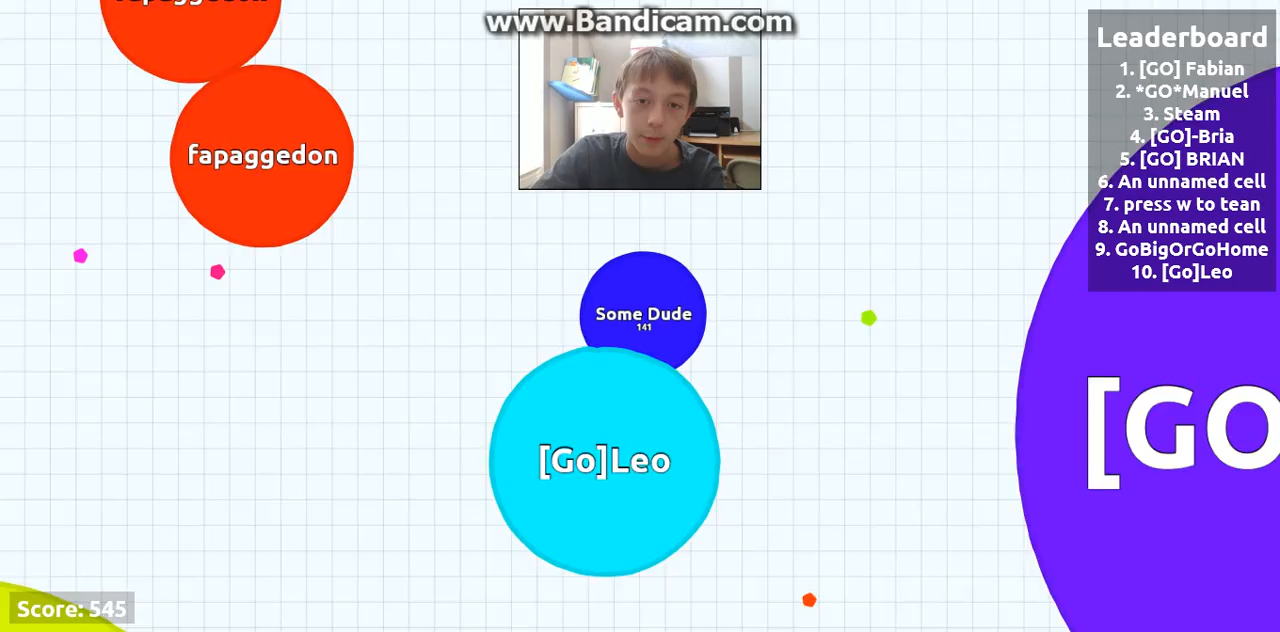 fapaggedon
www.Bandicam.com
fapaggedon
Some Dude
141
[Go]Leo
[GO
Leaderboard
1. [GO] Fabian
2. *GO*Manuel
3. Steam
4. [GO]-Bria
5. [GO] BRIAN
6. An unnamed cell
7. press w to tean
8. An unnamed cell
9. GoBigOrGoHome
10. [Go]Leo
Score: 545